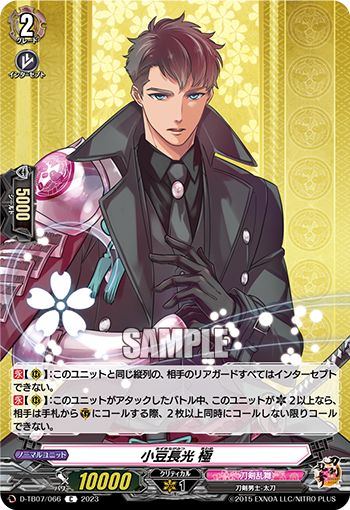 2
グレード
インターセプト
5000
シールド
SAMPLE
永【】:このユニットと同じ縦列の、相手のリアガードすべてはインターセプト
できない。
永【】:このユニットがアタックしたバトル中、このユニットが★2以上なら、
相手は手札からにコールする際、2枚以上同時にコールしない限りコール
できない。
小豆長光 極
ノーマルユニット
パワー 10000
クリティカル
1
刀剣乱舞
刀剣男士・太刀
D-TB07/066 C 2023
©2015 EXNOA LLC/NITRO PLUS